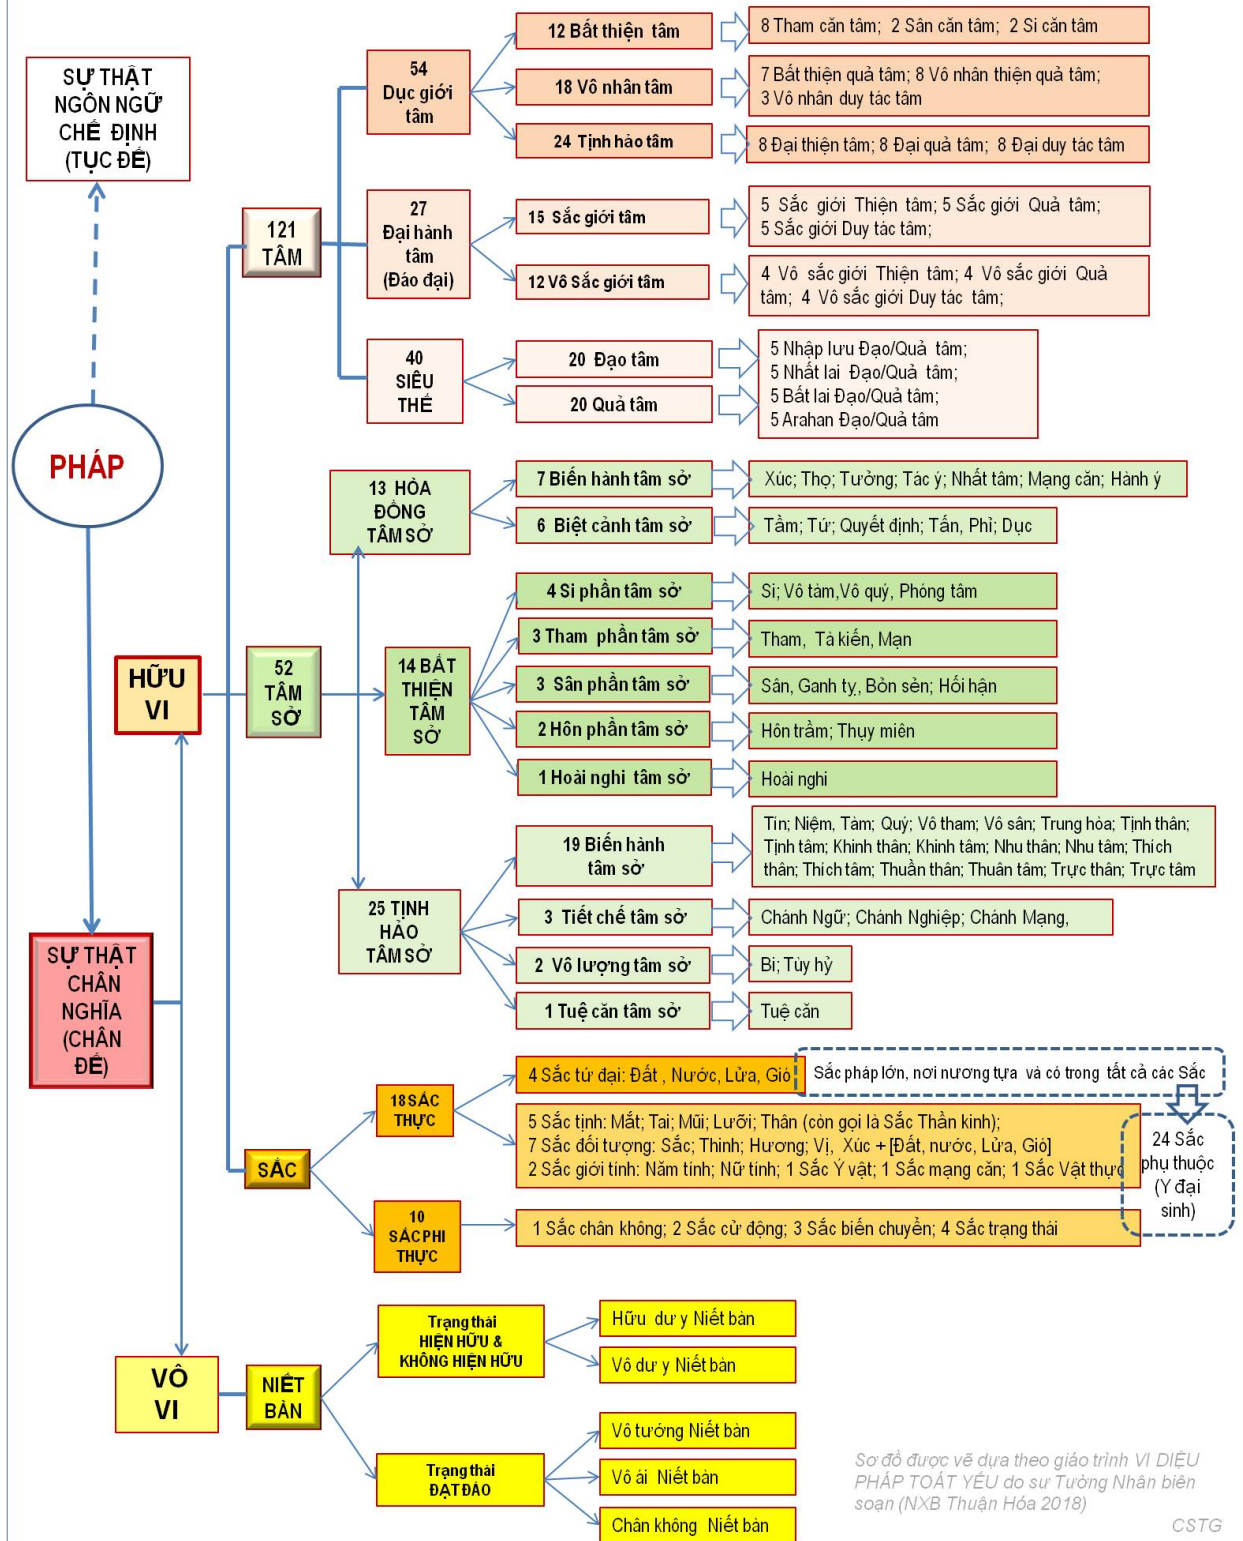 SỰ THẬT
NGÔN NGỮ
CHẾ ĐỊNH
(TỤC ĐẾ)
PHÁP
SỰ THẬT
CHÂN
NGHĨA
(CHÂN
ĐẾ)
HỮU
VI
121
TÂM
54
Dục giới
tâm
12 Bất thiện tâm
8 Tham căn tâm; 2 Sân căn tâm; 2 Si căn tâm
18 Vô nhân tâm
7 Bất thiện quả tâm; 8 Vô nhân thiện quả tâm;
3 Vô nhân duy tác tâm
24 Tịnh hảo tâm
8 Đại thiện tâm; 8 Đại quả tâm; 8 Đại duy tác tâm
27
Đại hành
tâm
(Đáo đại)
15 Sắc giới tâm
5 Sắc giới Thiện tâm; 5 Sắc giới Quả tâm;
5 Sắc giới Duy tác tâm;
12 Vô Sắc giới tâm
4 Vô sắc giới Thiện tâm; 4 Vô sắc giới Quả
tâm; 4 Vô sắc giới Duy tác tâm;
40
SIÊU
THẾ
20 Đạo tâm
20 Quả tâm
5 Nhập lưu Đạo/Quả tâm;
5 Nhất lai Đạo/Quả tâm;
5 Bất lai Đạo/Quả tâm;
5 Arahan Đạo/Quả tâm
52
TÂM
SỞ
13 HÒA
ĐỒNG
TÂM SỞ
7 Biến hành tâm sở
Xúc; Thọ; Tưởng; Tác ý; Nhất tâm; Mạng căn; Hành ý
6 Biệt cảnh tâm sở
Tầm; Tứ; Quyết định; Tấn, Phỉ; Dục
14 BẤT
THIỆN
TÂM
SỞ
4 Si phần tâm sở
Si; Vô tàm,Vô quý, Phóng tâm
3 Tham phần tâm sở
Tham, Tà kiến, Mạn
3 Sân phần tâm sở
Sân, Ganh tỵ, Bỏn sẻn; Hối hận
2 Hôn phần tâm sở
Hôn trầm; Thụy miên
1 Hoài nghi tâm sở
Hoài nghi
25 TỊNH
HẢO
TÂM SỞ
19 Biến hành
tâm sở
Tín; Niệm, Tàm; Quý; Vô tham; Vô sân; Trung hòa; Tịnh thân;
Tịnh tâm; Khinh thân; Khinh tâm; Nhu thân; Nhu tâm; Thích
thân; Thích tâm; Thuần thân; Thuân tâm; Trực thân; Trực tâm
3 Tiết chế tâm sở
Chánh Ngữ; Chánh Nghiệp; Chánh Mạng,
2 Vô lượng tâm sở
Bi; Tùy hỷ
1 Tuệ căn tâm sở
Tuệ căn
SẮC
18 SẮC
THỰC
4 Sắc tứ đại: Đất , Nước, Lửa, Gió
Sắc pháp lớn, nơi nương tựa và có trong tất cả các Sắc
5 Sắc tịnh: Mắt; Tai; Mũi; Lưỡi; Thân (còn gọi là Sắc Thần kinh);
7 Sắc đối tượng: Sắc; Thinh; Hương; Vị, Xúc + [Đất, nước, Lửa, Gió]
2 Sắc giới tính: Nam tính; Nữ tính; 1 Sắc Ý vật; 1 Sắc mạng căn; 1 Sắc Vật thực
24 Sắc
phụ thuộc
(Y đại
sinh)
10
SẮC PHI
THỰC
1 Sắc chân không; 2 Sắc cử động; 3 Sắc biến chuyển; 4 Sắc trạng thái
VÔ
VI
NIẾT
BÀN
Trạng thái
HIỆN HỮU &
KHÔNG HIỆN HỮU
Hữu dư y Niết bàn
Vô dư y Niết bàn
Trạng thái
ĐẠT ĐÁO
Vô tướng Niết bàn
Vô ái Niết bàn
Chân không Niết bàn
Sơ đồ được vẽ dựa theo giáo trình VI DIỆU
PHÁP TOÁT YẾU do sư Tường Nhân biên
soạn (NXB Thuận Hóa 2018)
CSTG